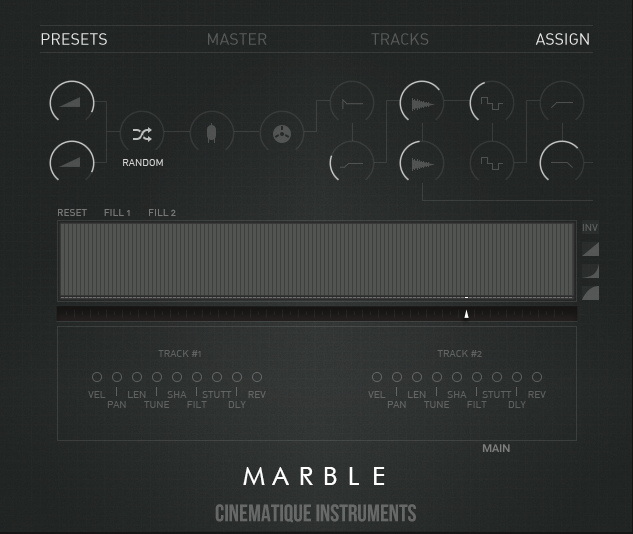 PRESETS MASTER TRACKS ASSIGN
RANDOM
RESET FILL 1 FILL 2
INV
TRACK #1 TRACK #2
VEL LEN SHA STUTT REV VEL LEN SHA STUTT REV
PAN TUNE FILT DLY PAN TUNE FILT DLY
MAIN
MARBLE
CINEMATIQUE INSTRUMENTS